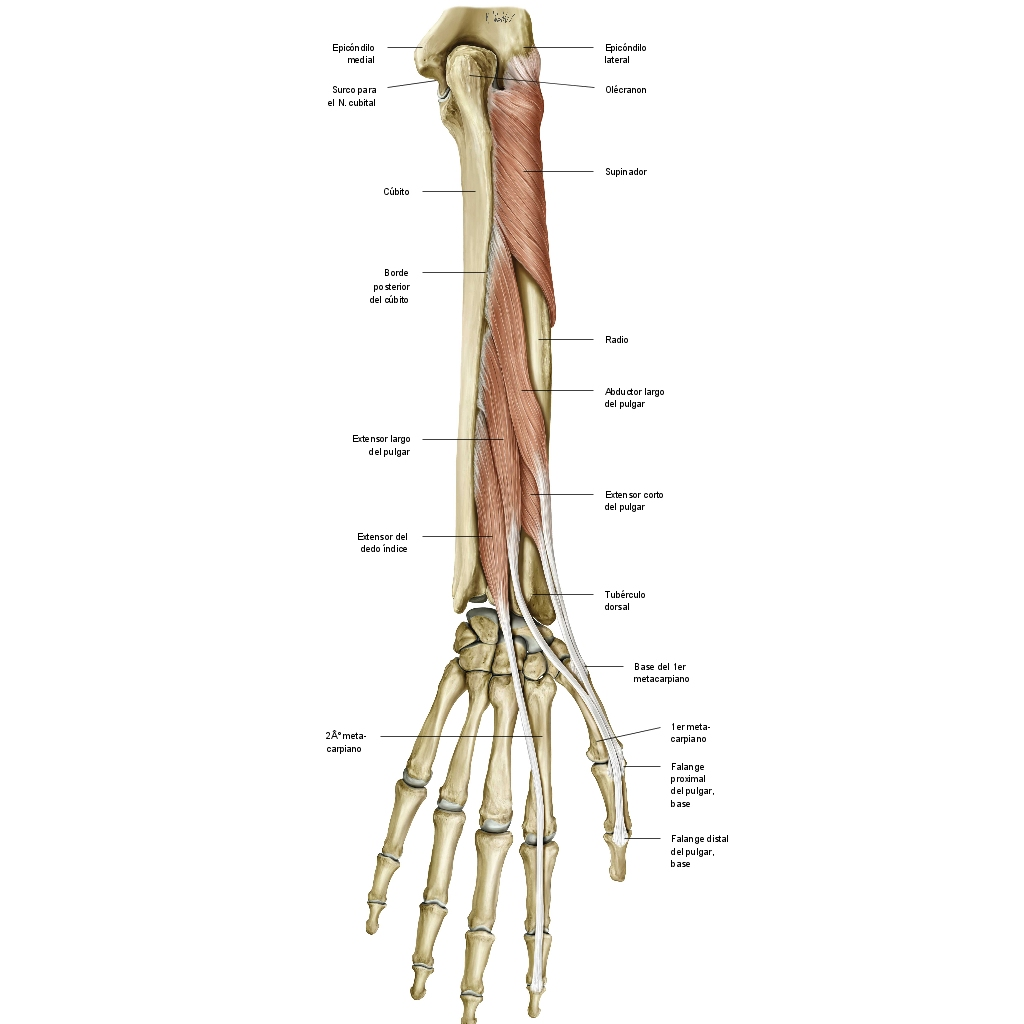 Epicóndilo
medial
Surco para
el N. cubital
Cúbito
Borde
posterior
del cúbito
Extensor largo
del pulgar
Extensor del
dedo índice
2Â° meta-
carpiano
Epicóndilo
lateral
Olécranon
Supinador
Radio
Abductor largo
del pulgar
Extensor corto
del pulgar
Tubérculo
dorsal
Base del 1er
metacarpiano
1er meta-
carpiano
Falange
proximal
del pulgar,
base
Falange distal
del pulgar,
base